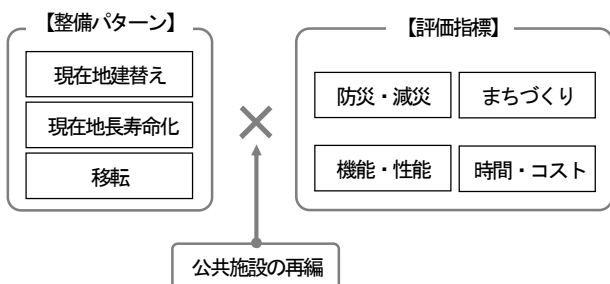 【整備パターン】
現在地建替え
現在地長寿命化
移転
×
【評価指標】
防災・減災
まちづくり
機能・性能
時間・コスト
公共施設の再編